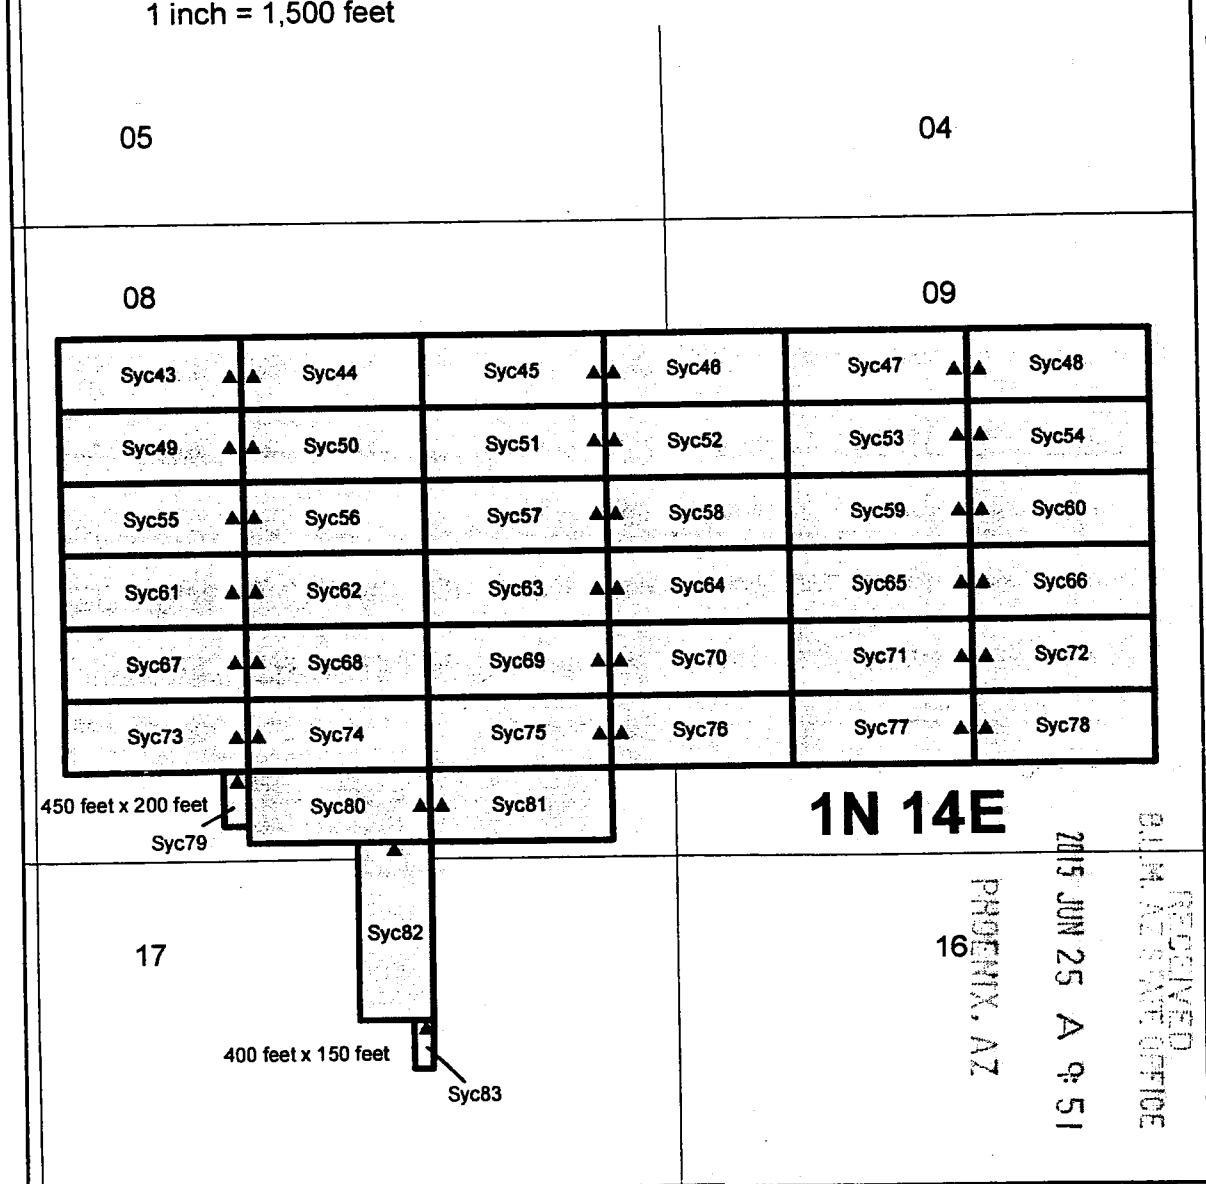 1 inch = 1,500 feet
05
04
08
09
Syc43 Syc44 Syc45 Syc46 Syc47 Syc48
Syc49 Syc50 Syc51 Syc52 Syc53 Syc54
Syc55 Syc56 Syc57 Syc58 Syc59 Syc60
Syc61 Syc62 Syc63 Syc64 Syc65 Syc66
Syc67 Syc68 Syc69 Syc70 Syc71 Syc72
Syc73 Syc74 Syc75 Syc76 Syc77 Syc78
450 feet x 200 feet
Syc79
Syc80 Syc81
1N 14E
Syc82
17
16
400 feet x 150 feet
Syc83
RECEIVED
B.L.M. AZ STATE OFFICE
2015 JUN 25 A 9:51
PHOENIX, AZ